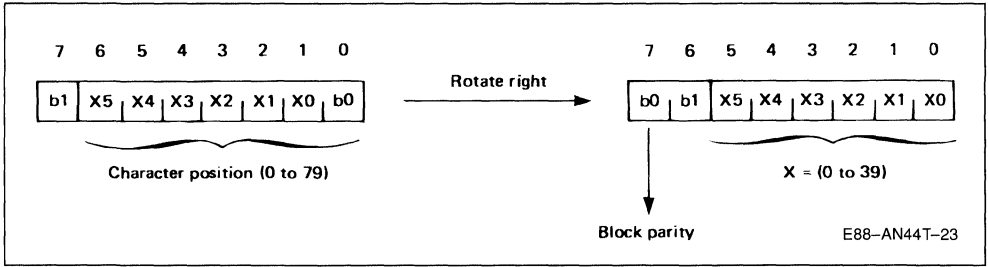 7 6 5 4 3 2 1 0
b1 X5 X4 X3 X2 X1 X0 b0
Character position (0 to 79)
Rotate right
7 6 5 4 3 2 1 0
b0 b1 X5 X4 X3 X2 X1 X0
X = (0 to 39)
Block parity
E88–AN44T–23